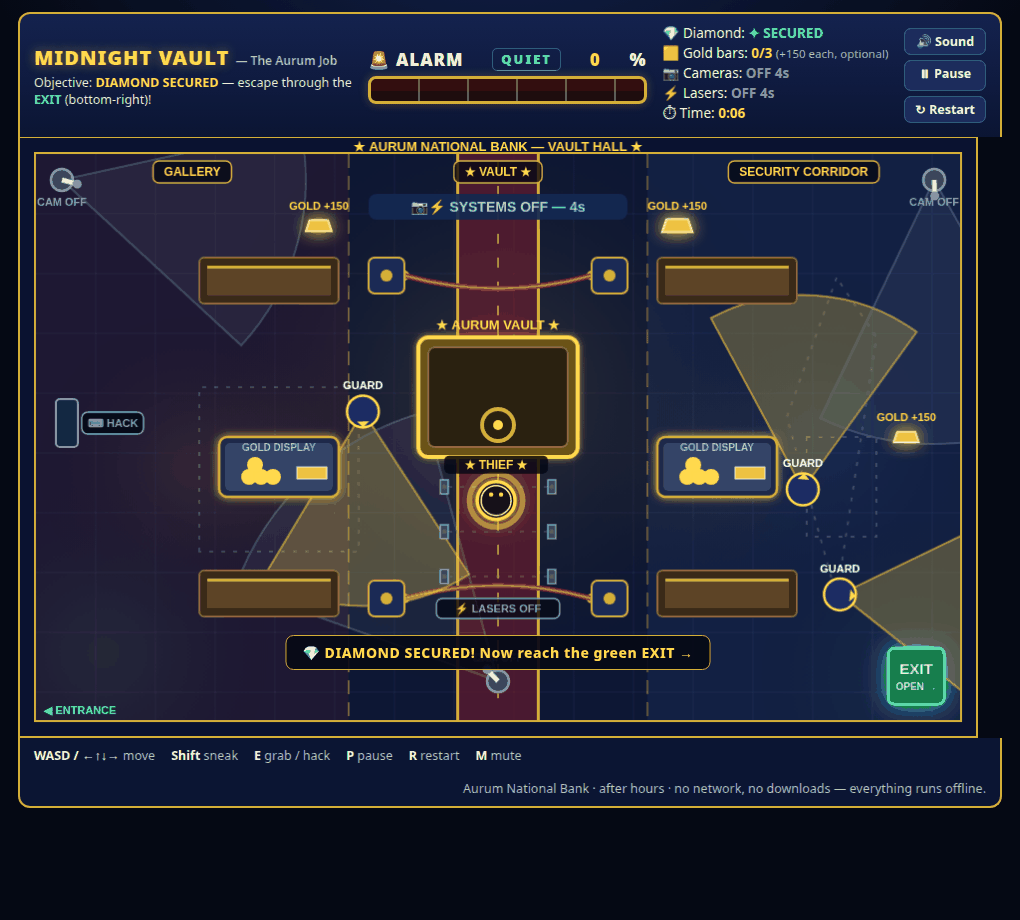 MIDNIGHT VAULT — The Aurum Job
Objective: DIAMOND SECURED — escape through the
EXIT (bottom-right)!
🚨 ALARM QUIET 0 %
💎 Diamond: ✦ SECURED
🟨 Gold bars: 0/3 (+150 each, optional)
📷 Cameras: OFF 4s
⚡ Lasers: OFF 4s
⏱ Time: 0:06
🔊 Sound
⏸ Pause
↻ Restart
★ AURUM NATIONAL BANK — VAULT HALL ★
GALLERY
★ VAULT ★
SECURITY CORRIDOR
CAM OFF
CAM OFF
GOLD +150
📷⚡ SYSTEMS OFF — 4s
GOLD +150
★ AURUM VAULT ★
GUARD
⌨ HACK
GOLD +150
GOLD DISPLAY
GOLD DISPLAY
★ THIEF ★
GUARD
GUARD
⚡ LASERS OFF
💎 DIAMOND SECURED! Now reach the green EXIT →
EXIT
OPEN
◀ ENTRANCE
WASD / ←↑↓→ move Shift sneak E grab / hack P pause R restart M mute
Aurum National Bank · after hours · no network, no downloads — everything runs offline.